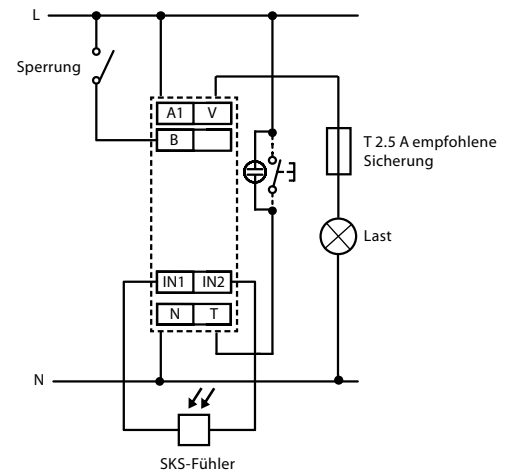 L
Sperrung
A1 V
B
T 2.5 A empfohlene
Sicherung
Last
IN1 IN2
N T
N
SKS-Fühler